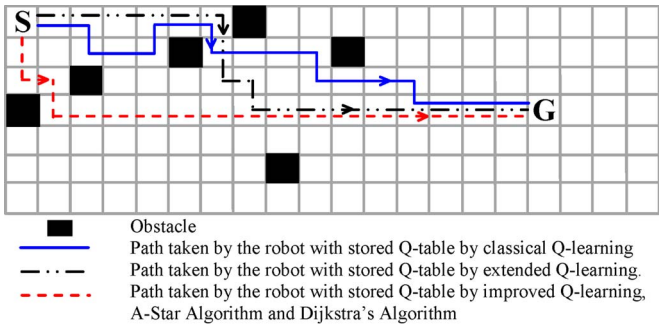 S
G
Obstacle
Path taken by the robot with stored Q-table by classical Q-learning
Path taken by the robot with stored Q-table by extended Q-learning.
Path taken by the robot with stored Q-table by improved Q-learning,
A-Star Algorithm and Dijkstra's Algorithm